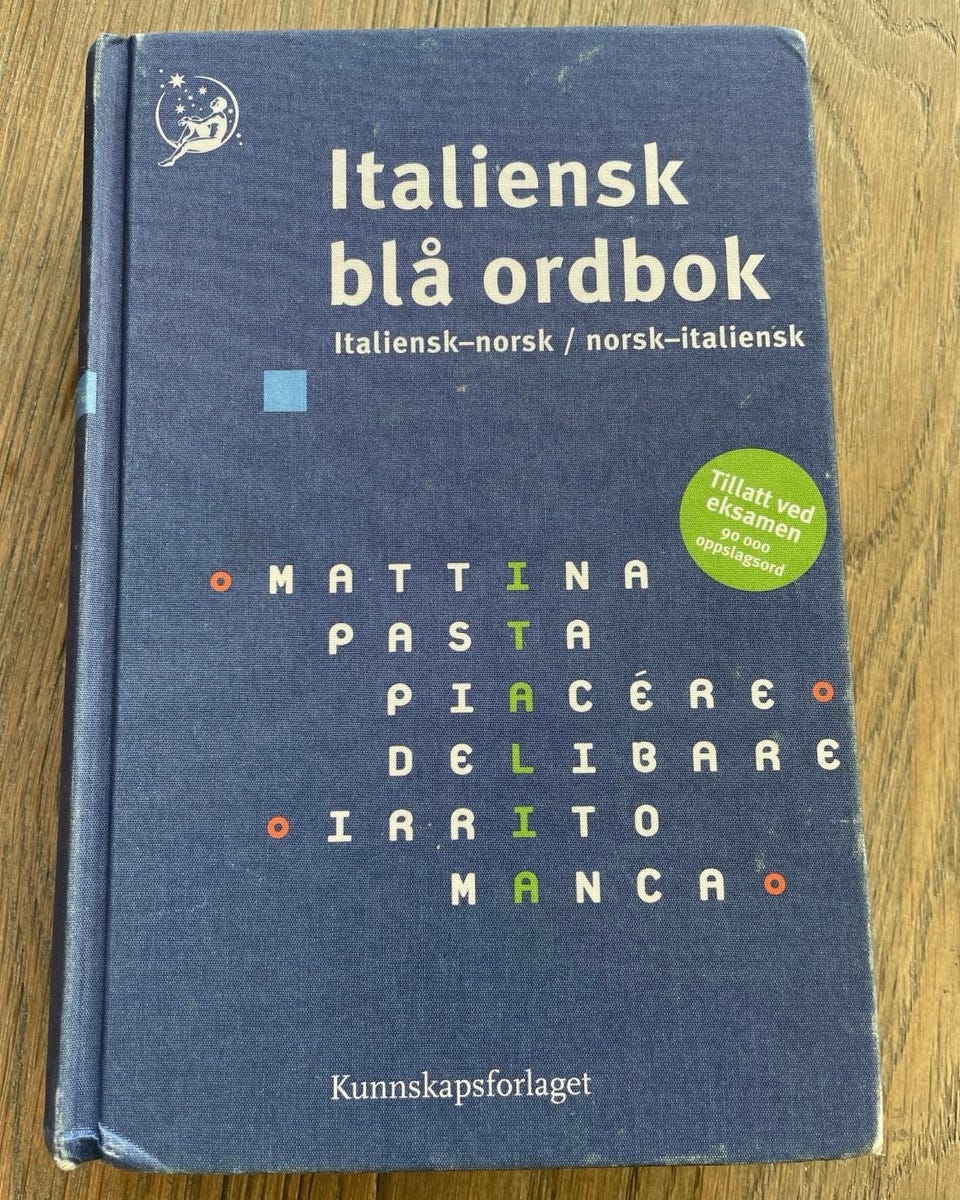 Italiensk
blå ordbok
Italiensk–norsk / norsk–italiensk
Tillatt ved
eksamen
90 000
oppslagsord
MATTINA
PASTA
PIACÉRE
DELIBARE
IRRITO
MANCA
Kunnskapsforlaget